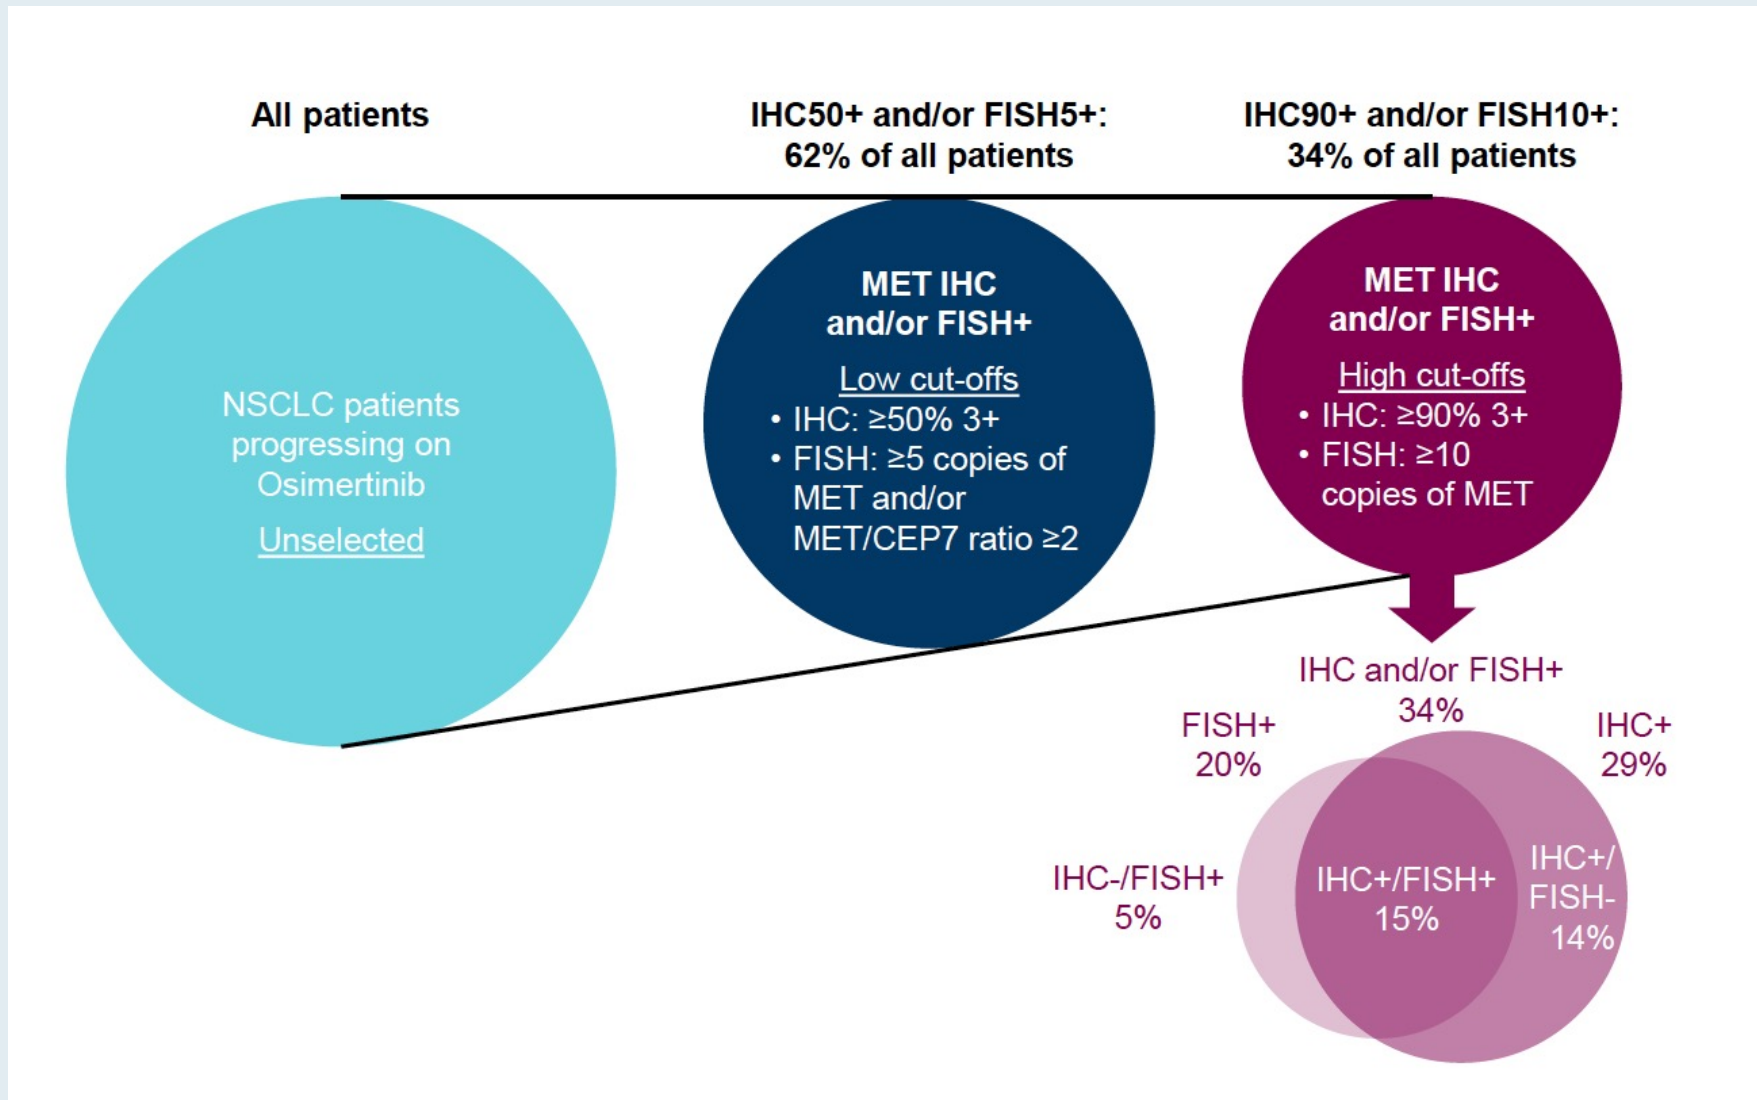 All patients
IHC50+ and/or FISH5+:
62% of all patients
IHC90+ and/or FISH10+:
34% of all patients
NSCLC patients
progressing on
Osimertinib
Unselected
MET IHC
and/or FISH+
Low cut-offs
• IHC: ≥50% 3+
• FISH: ≥5 copies of
MET and/or
MET/CEP7 ratio ≥2
MET IHC
and/or FISH+
High cut-offs
• IHC: ≥90% 3+
• FISH: ≥10
copies of MET
IHC and/or FISH+
34%
FISH+
20%
IHC+
29%
IHC-/FISH+
5%
IHC+/FISH+
15%
IHC+/
FISH-
14%